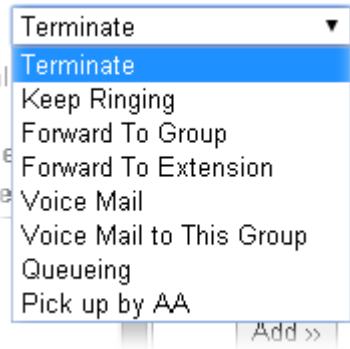 Terminate
Terminate
Keep Ringing
Forward To Group
Forward To Extension
Voice Mail
Voice Mail to This Group
Queueing
Pick up by AA
Add »